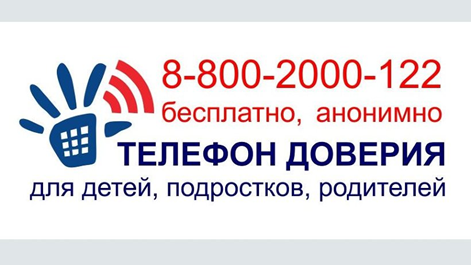 8-800-2000-122
бесплатно, анонимно
ТЕЛЕФОН ДОВЕРИЯ
для детей, подростков, родителей